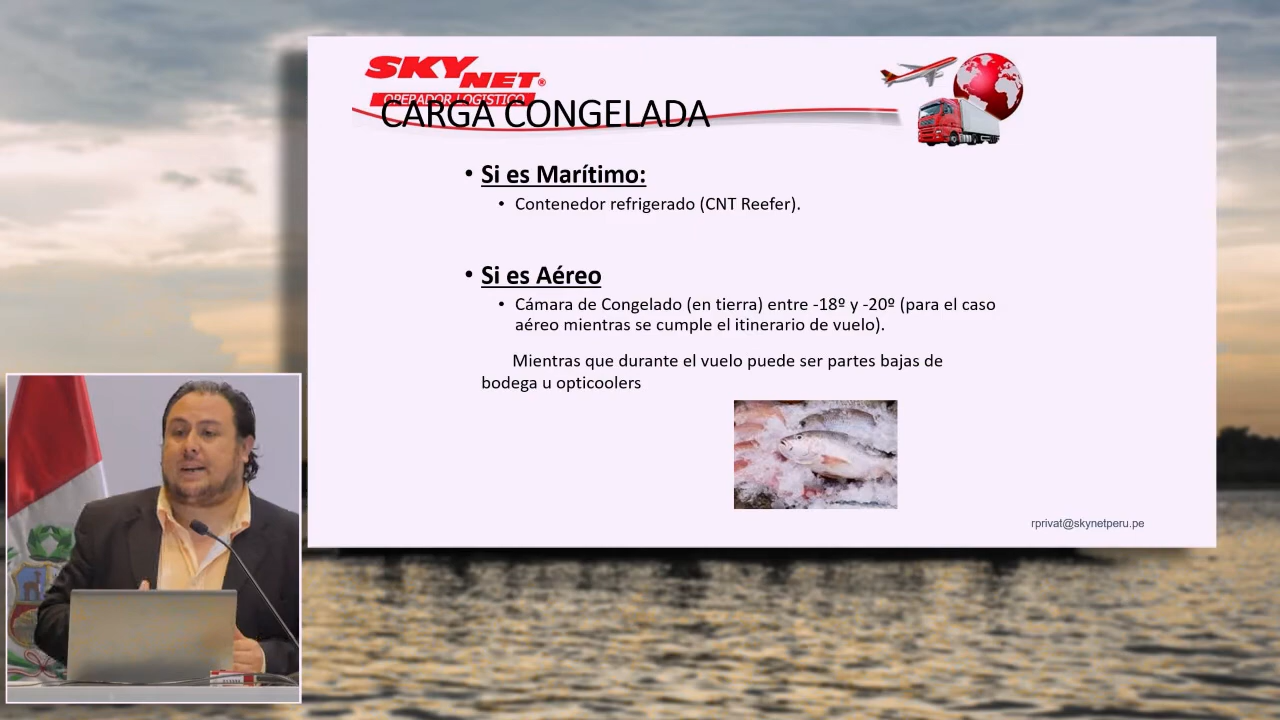 SKY
NET®
OPERADOR LOGISTICO
CARGA CONGELADA
• Si es Marítimo:
• Contenedor refrigerado (CNT Reefer).
• Si es Aéreo
• Cámara de Congelado (en tierra) entre -18º y -20º (para el caso
aéreo mientras se cumple el itinerario de vuelo).
Mientras que durante el vuelo puede ser partes bajas de
bodega u opticoolers
rprivat@skynetperu.pe